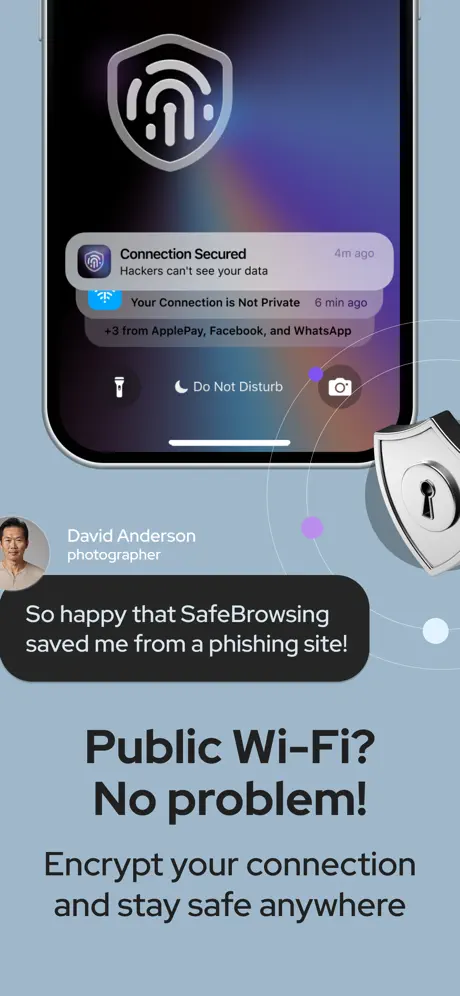 Connection Secured
4m ago
Hackers can't see your data
Your Connection is Not Private
6 min ago
+3 from ApplePay, Facebook, and WhatsApp
Do Not Disturb
David Anderson
photographer
So happy that SafeBrowsing
saved me from a phishing site!
Public Wi-Fi?
No problem!
Encrypt your connection
and stay safe anywhere